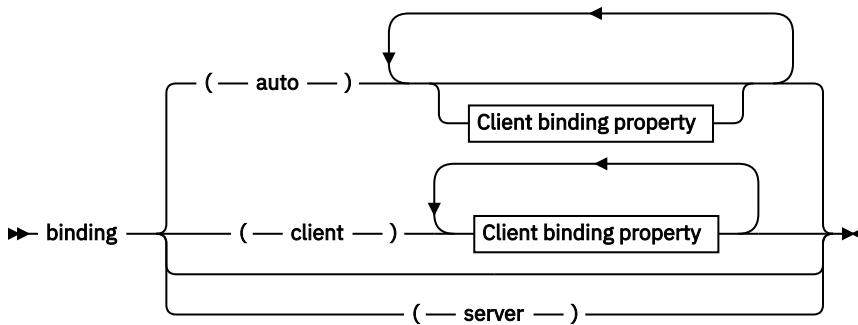 ( auto )
Client binding property
binding ( client ) Client binding property
( server )